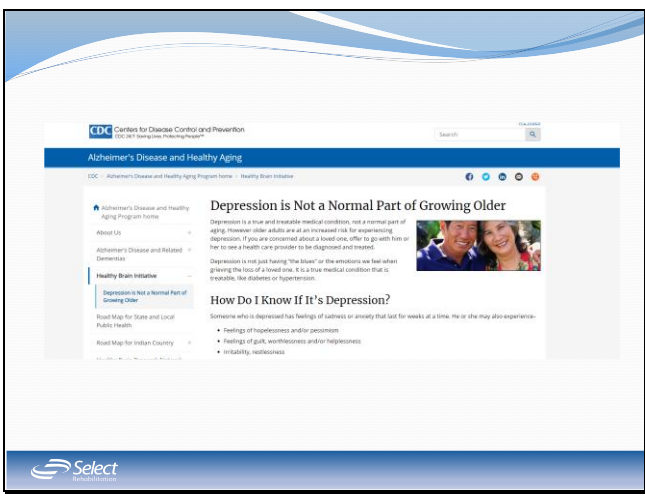 CDC Centers for Disease Control and Prevention
CDC 24/7: Saving Lives, Protecting People™
Search
Alzheimer's Disease and Healthy Aging
CDC > Alzheimer's Disease and Healthy Aging Program home > Healthy Brain Initiative
Alzheimer's Disease and Healthy
Aging Program home
About Us +
Alzheimer's Disease and Related +
Dementias
Healthy Brain Initiative –
Depression is Not a Normal Part of
Growing Older
Road Map for State and Local
Public Health
Road Map for Indian Country +
Depression is Not a Normal Part of Growing Older
Depression is a true and treatable medical condition, not a normal part of
aging. However older adults are at an increased risk for experiencing
depression. If you are concerned about a loved one, offer to go with him or
her to see a health care provider to be diagnosed and treated.
Depression is not just having "the blues" or the emotions we feel when
grieving the loss of a loved one. It is a true medical condition that is
treatable, like diabetes or hypertension.
How Do I Know If It's Depression?
Someone who is depressed has feelings of sadness or anxiety that last for weeks at a time. He or she may also experience–
• Feelings of hopelessness and/or pessimism
• Feelings of guilt, worthlessness and/or helplessness
• Irritability, restlessness
Select
Rehabilitation